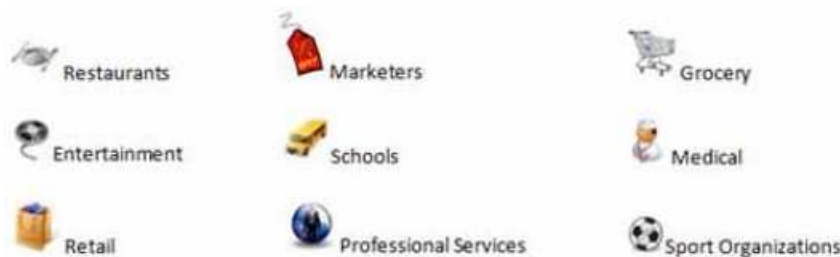 Restaurants
Marketers
Grocery
Entertainment
Schools
Medical
Retail
Professional Services
Sport Organizations